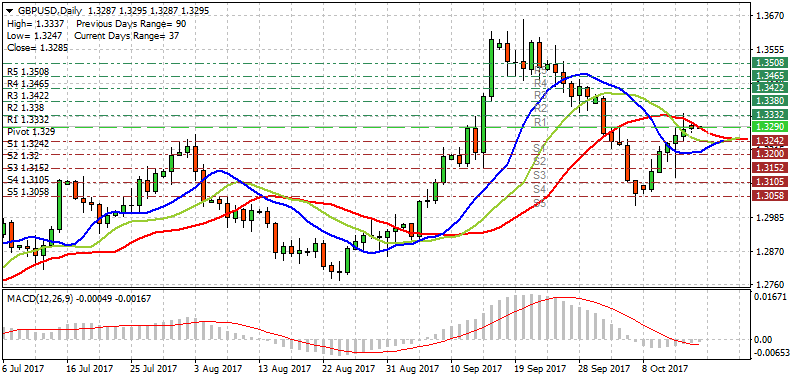 GBPUSD,Daily 1.3287 1.3295 1.3287 1.3295
High= 1.3337 Previous Days Range= 90
Low= 1.3247 Current Days Range= 37
Close= 1.3285
R5 1.3508
R4 1.3465
R3 1.3422
R2 1.338
R1 1.3332
Pivot 1.329
S1 1.3242
S2 1.32
S3 1.3152
S4 1.3105
S5 1.3058
R5
R4
R3
R2
R1
S1
S2
S3
S4
S5
1.3670
1.3555
1.3508
1.3465
1.3422
1.3380
1.3332
1.3290
1.3242
1.3200
1.3152
1.3105
1.3058
1.2985
1.2870
1.2760
MACD(12,26,9) -0.00049 -0.00167
0.01671
0.00
-0.00653
6 Jul 2017 16 Jul 2017 25 Jul 2017 3 Aug 2017 13 Aug 2017 22 Aug 2017 31 Aug 2017 10 Sep 2017 19 Sep 2017 28 Sep 2017 8 Oct 2017